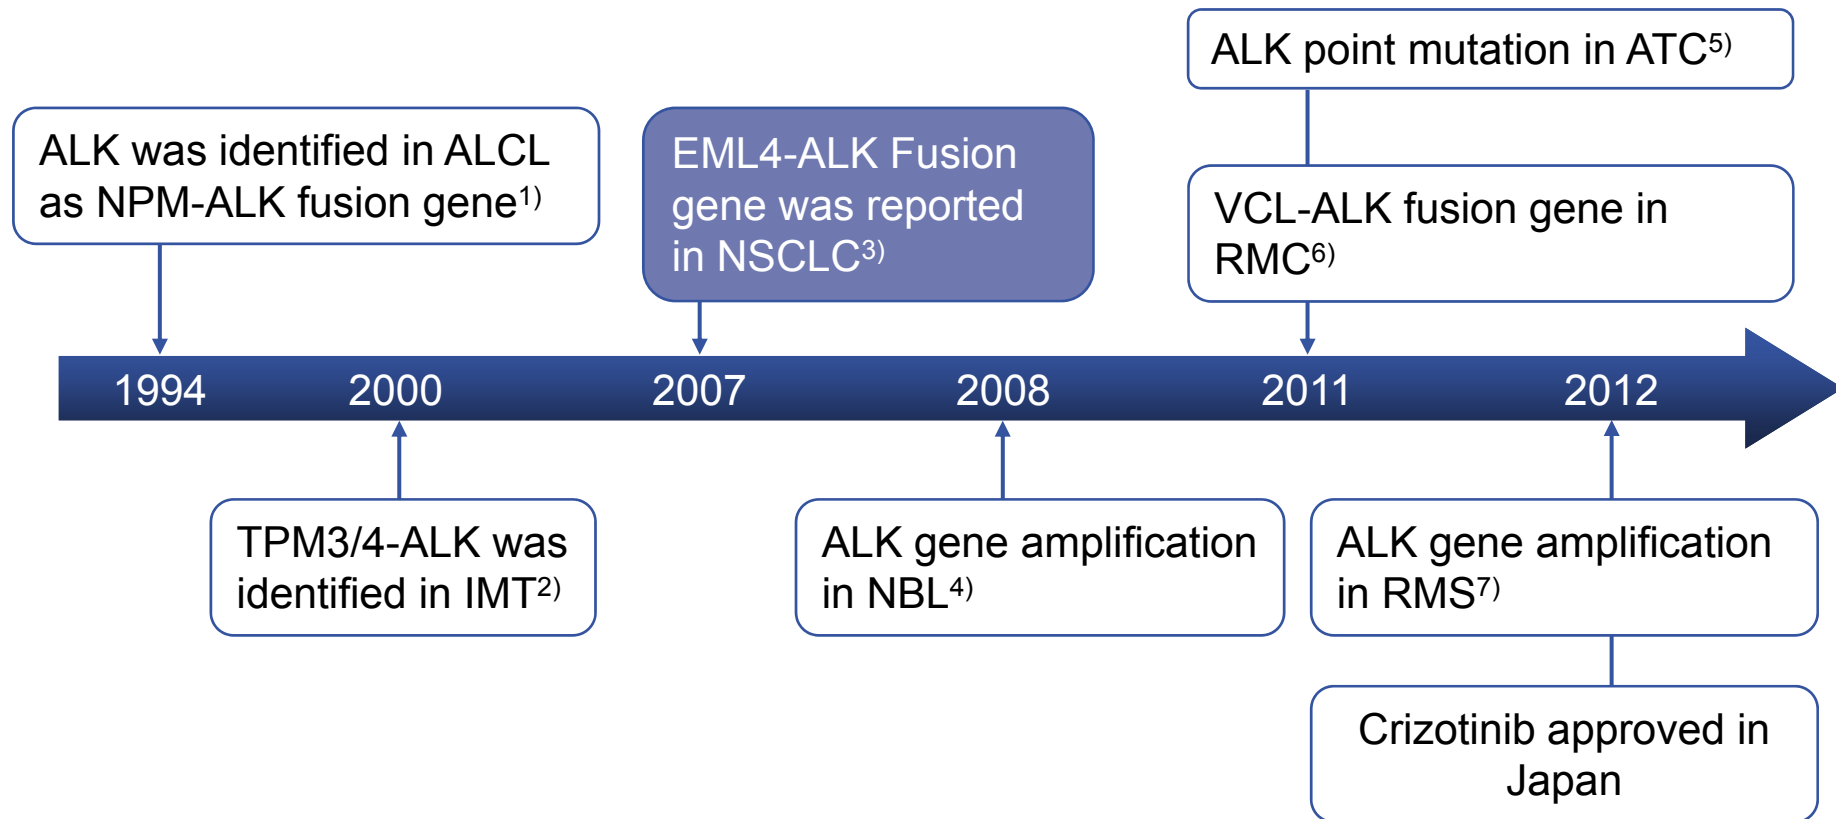 ALK point mutation in ATC5)
ALK was identified in ALCL
as NPM-ALK fusion gene1)
EML4-ALK Fusion
gene was reported
in NSCLC3)
VCL-ALK fusion gene in
RMC6)
1994 2000 2007 2008 2011 2012
TPM3/4-ALK was
identified in IMT2)
ALK gene amplification
in NBL4)
ALK gene amplification
in RMS7)
Crizotinib approved in
Japan